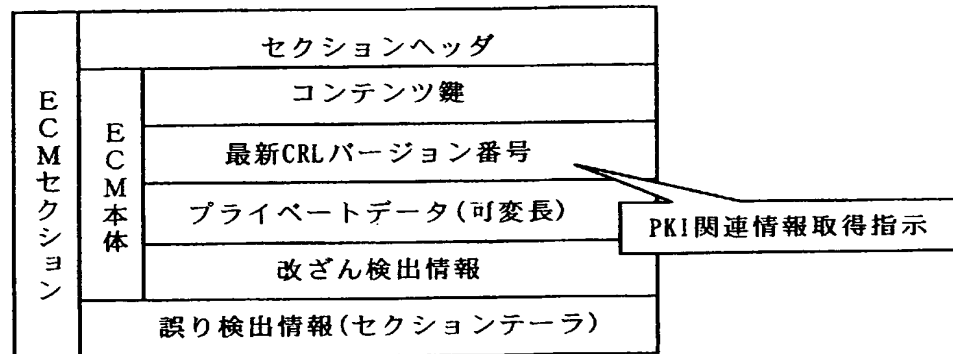 ECMセクション
セクションヘッダ
ECM本体
コンテンツ鍵
最新CRLバージョン番号
プライベートデータ(可変長)
改ざん検出情報
誤り検出情報(セクションテーラ)
PKI関連情報取得指示